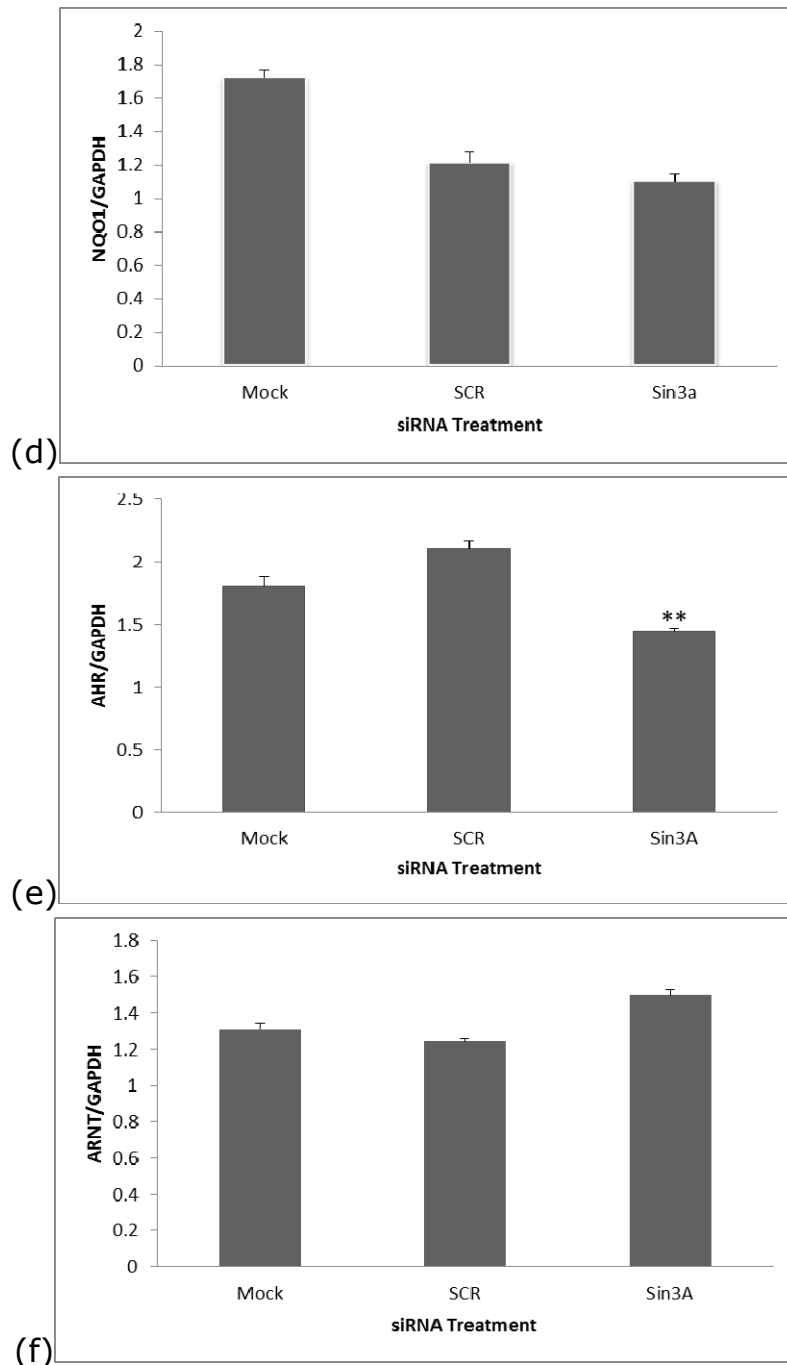 2
1.8
1.6
1.4
1.2
1
0.8
0.6
0.4
0.2
0
NQO1/GAPDH
Mock SCR Sin3a
siRNA Treatment
(d)
2.5
2
1.5
1
0.5
0
AHR/GAPDH
**
Mock SCR Sin3A
siRNA Treatment
(e)
1.8
1.6
1.4
1.2
1
0.8
0.6
0.4
0.2
0
ARNT/GAPDH
Mock SCR Sin3A
siRNA Treatment
(f)